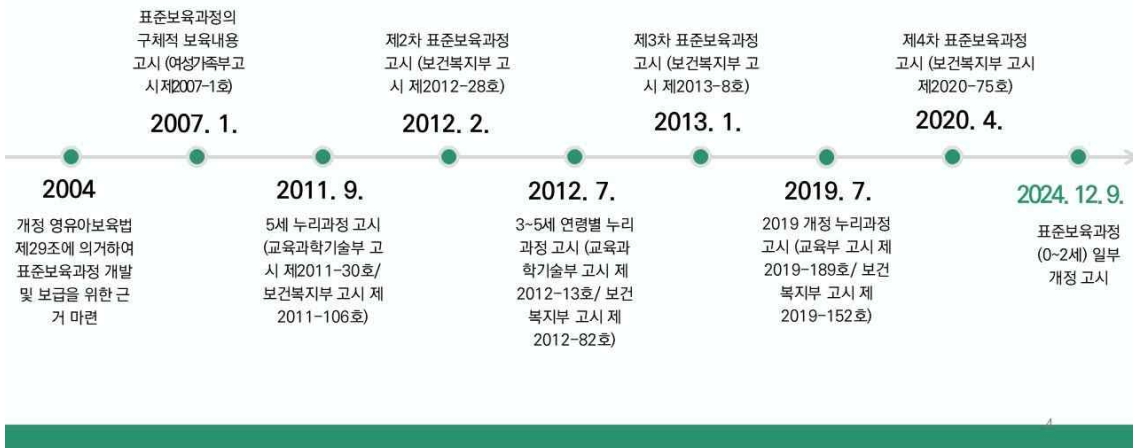 표준보육과정의
구체적 보육내용
고시 (여성가족부고
시 제2007-1호)
2007. 1.
제2차 표준보육과정
고시 (보건복지부 고
시 제2012-28호)
2012. 2.
제3차 표준보육과정
고시 (보건복지부 고
시 제2013-8호)
2013. 1.
제4차 표준보육과정
고시 (보건복지부 고시
제2020-75호)
2020. 4.
2004
개정 영유아보육법
제29조에 의거하여
표준보육과정 개발
및 보급을 위한 근
거 마련
2011. 9.
5세 누리과정 고시
(교육과학기술부 고
시 제2011-30호/
보건복지부 고시 제
2011-106호)
2012. 7.
3~5세 연령별 누리
과정 고시 (교육과
학기술부 고시 제
2012-13호/ 보건
복지부 고시 제
2012-82호)
2019. 7.
2019 개정 누리과정
고시 (교육부 고시 제
2019-189호/ 보건
복지부 고시 제
2019-152호)
2024. 12. 9.
표준보육과정
(0~2세) 일부
개정 고시
4